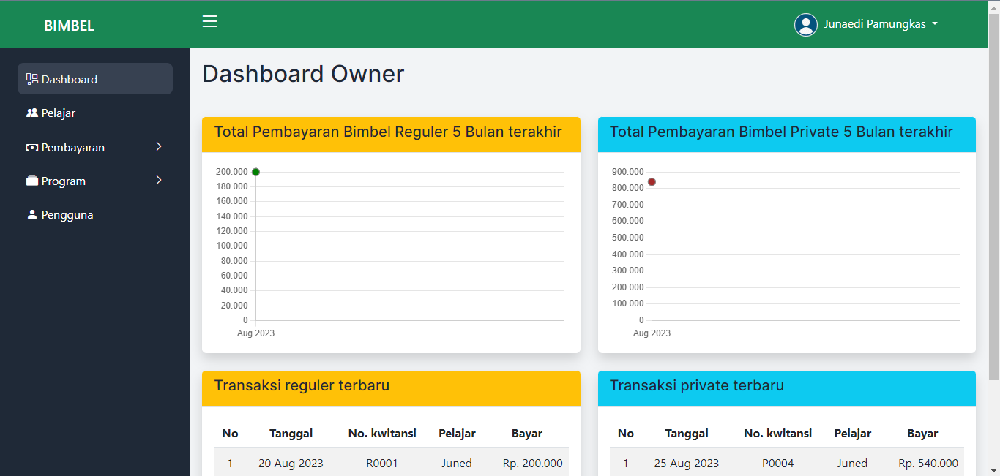 BIMBEL
Junaedi Pamungkas
Dashboard
Pelajar
Pembayaran
Program
Pengguna
Dashboard Owner
Total Pembayaran Bimbel Reguler 5 Bulan terakhir
200.000
180.000
160.000
140.000
120.000
100.000
80.000
60.000
40.000
20.000
0
Aug 2023
Total Pembayaran Bimbel Private 5 Bulan terakhir
900.000
800.000
700.000
600.000
500.000
400.000
300.000
200.000
100.000
0
Aug 2023
Transaksi reguler terbaru
No Tanggal No. kwitansi Pelajar Bayar
1 20 Aug 2023 R0001 Juned Rp. 200.000
Transaksi private terbaru
No Tanggal No. kwitansi Pelajar Bayar
1 25 Aug 2023 P0004 Juned Rp. 540.000